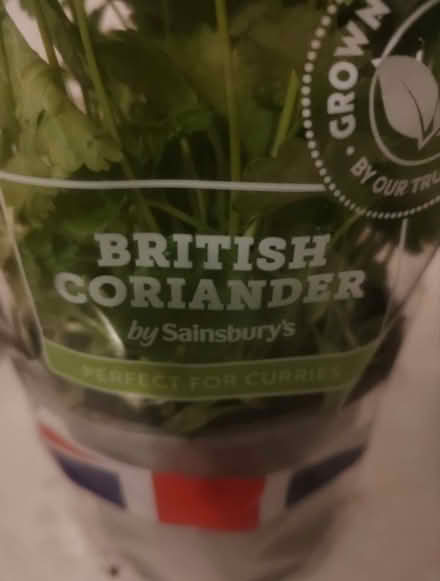 GROWN
BY OUR
BRITISH
CORIANDER
by Sainsbury's
PERFECT FOR CURRIES